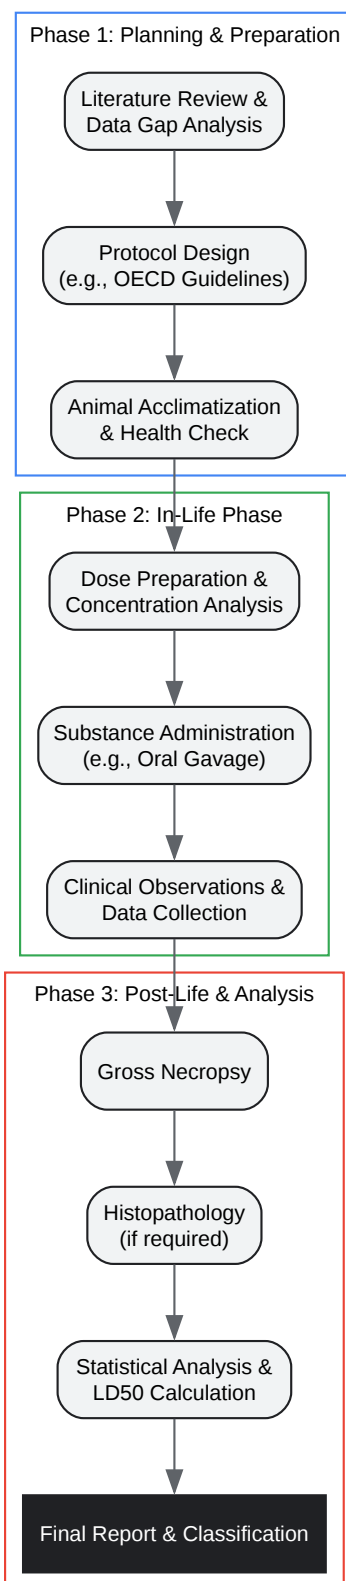 Phase 1: Planning & Preparation
Literature Review &
Data Gap Analysis
Protocol Design
(e.g., OECD Guidelines)
Animal Acclimatization
& Health Check
Phase 2: In-Life Phase
Dose Preparation &
Concentration Analysis
Substance Administration
(e.g., Oral Gavage)
Clinical Observations &
Data Collection
Phase 3: Post-Life & Analysis
Gross Necropsy
Histopathology
(if required)
Statistical Analysis &
LD50 Calculation
Final Report & Classification